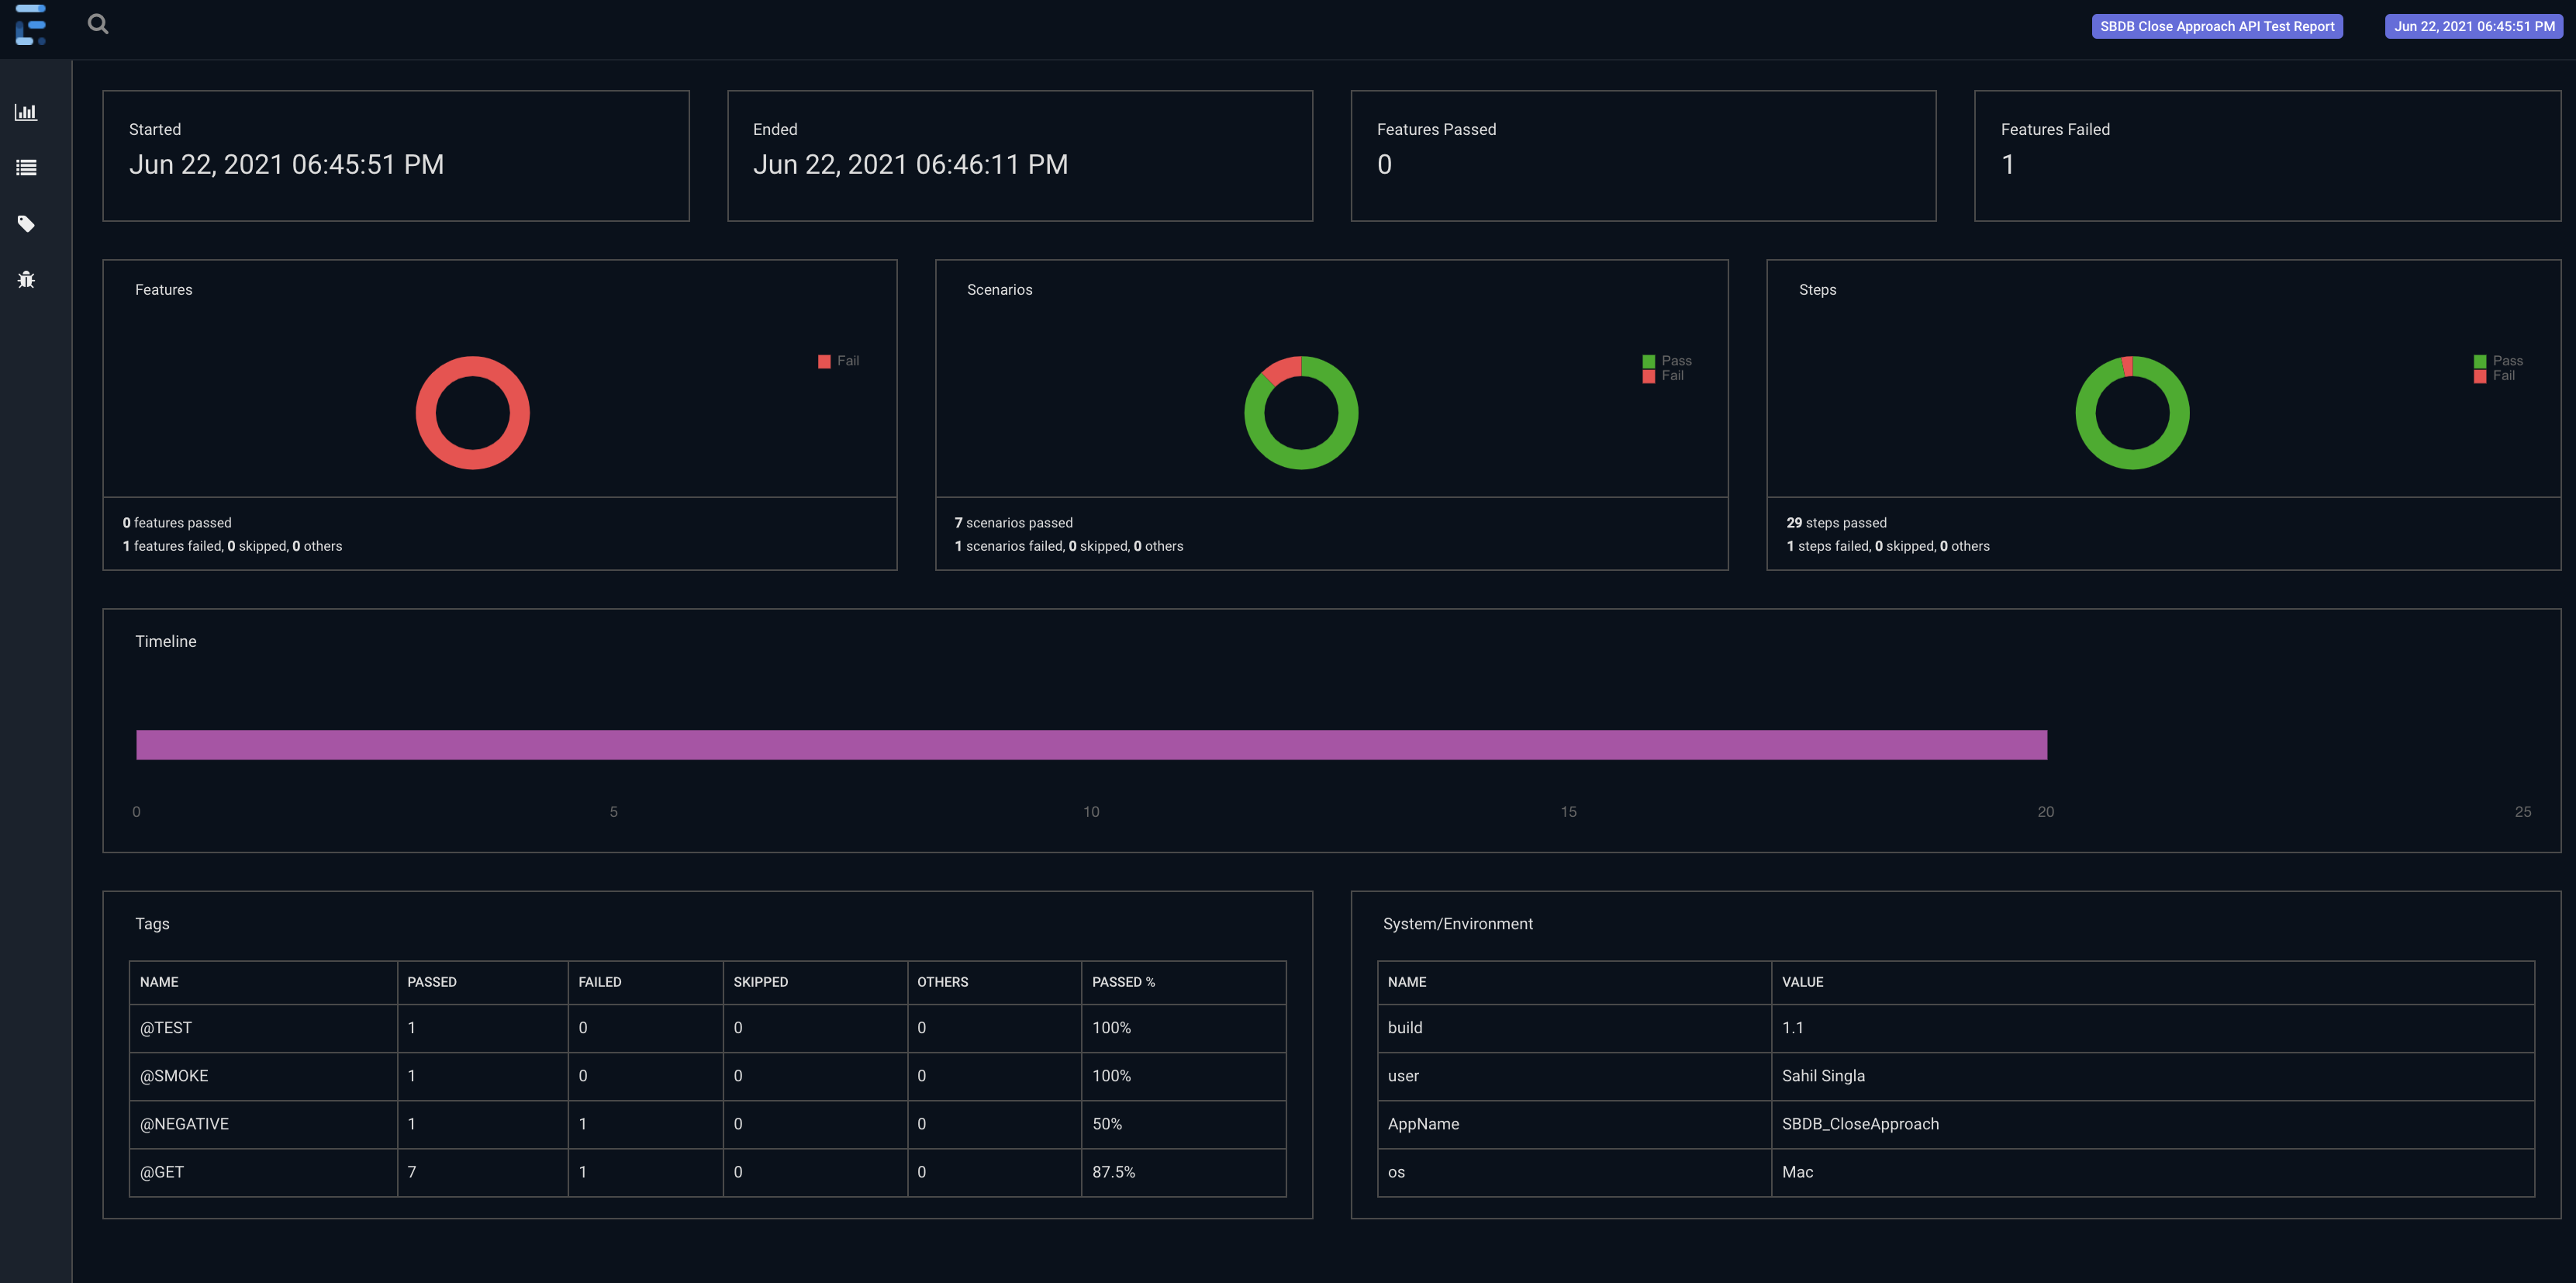 SBDB Close Approach API Test Report Jun 22, 2021 06:45:51 PM
Started
Jun 22, 2021 06:45:51 PM
Ended
Jun 22, 2021 06:46:11 PM
Features Passed
0
Features Failed
1
Features
Fail
0 features passed
1 features failed, 0 skipped, 0 others
Scenarios
Pass
Fail
7 scenarios passed
1 scenarios failed, 0 skipped, 0 others
Steps
Pass
Fail
29 steps passed
1 steps failed, 0 skipped, 0 others
Timeline
0 5 10 15 20 25
Tags
NAME PASSED FAILED SKIPPED OTHERS PASSED %
@TEST 1 0 0 0 100%
@SMOKE 1 0 0 0 100%
@NEGATIVE 1 1 0 0 50%
@GET 7 1 0 0 87.5%
System/Environment
NAME VALUE
build 1.1
user Sahil Singla
AppName SBDB_CloseApproach
os Mac